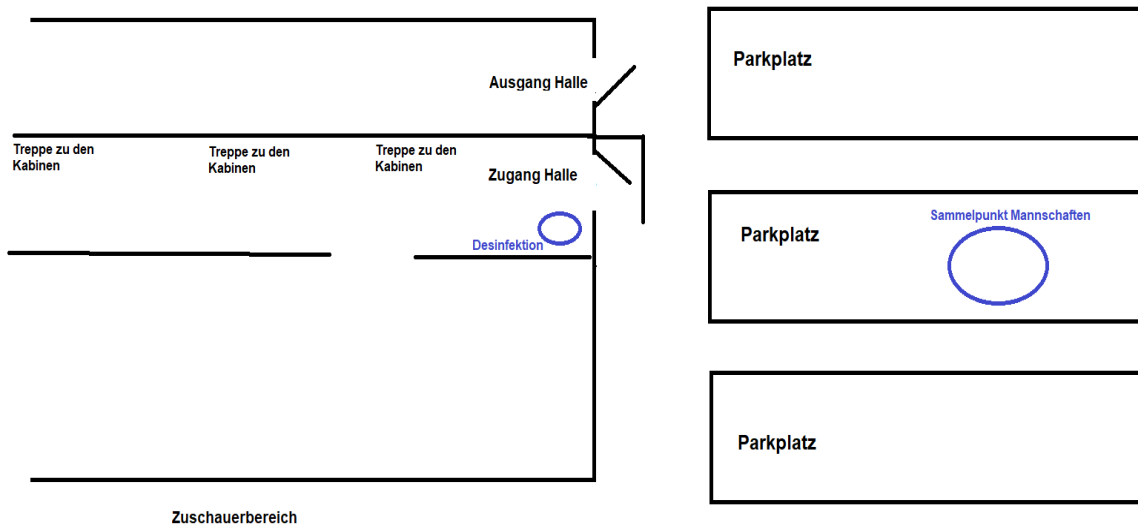 Parkplatz
Ausgang Halle
Treppe zu den
Kabinen
Treppe zu den
Kabinen
Treppe zu den
Kabinen
Zugang Halle
Desinfektion
Sammelpunkt Mannschaften
Parkplatz
Parkplatz
Zuschauerbereich